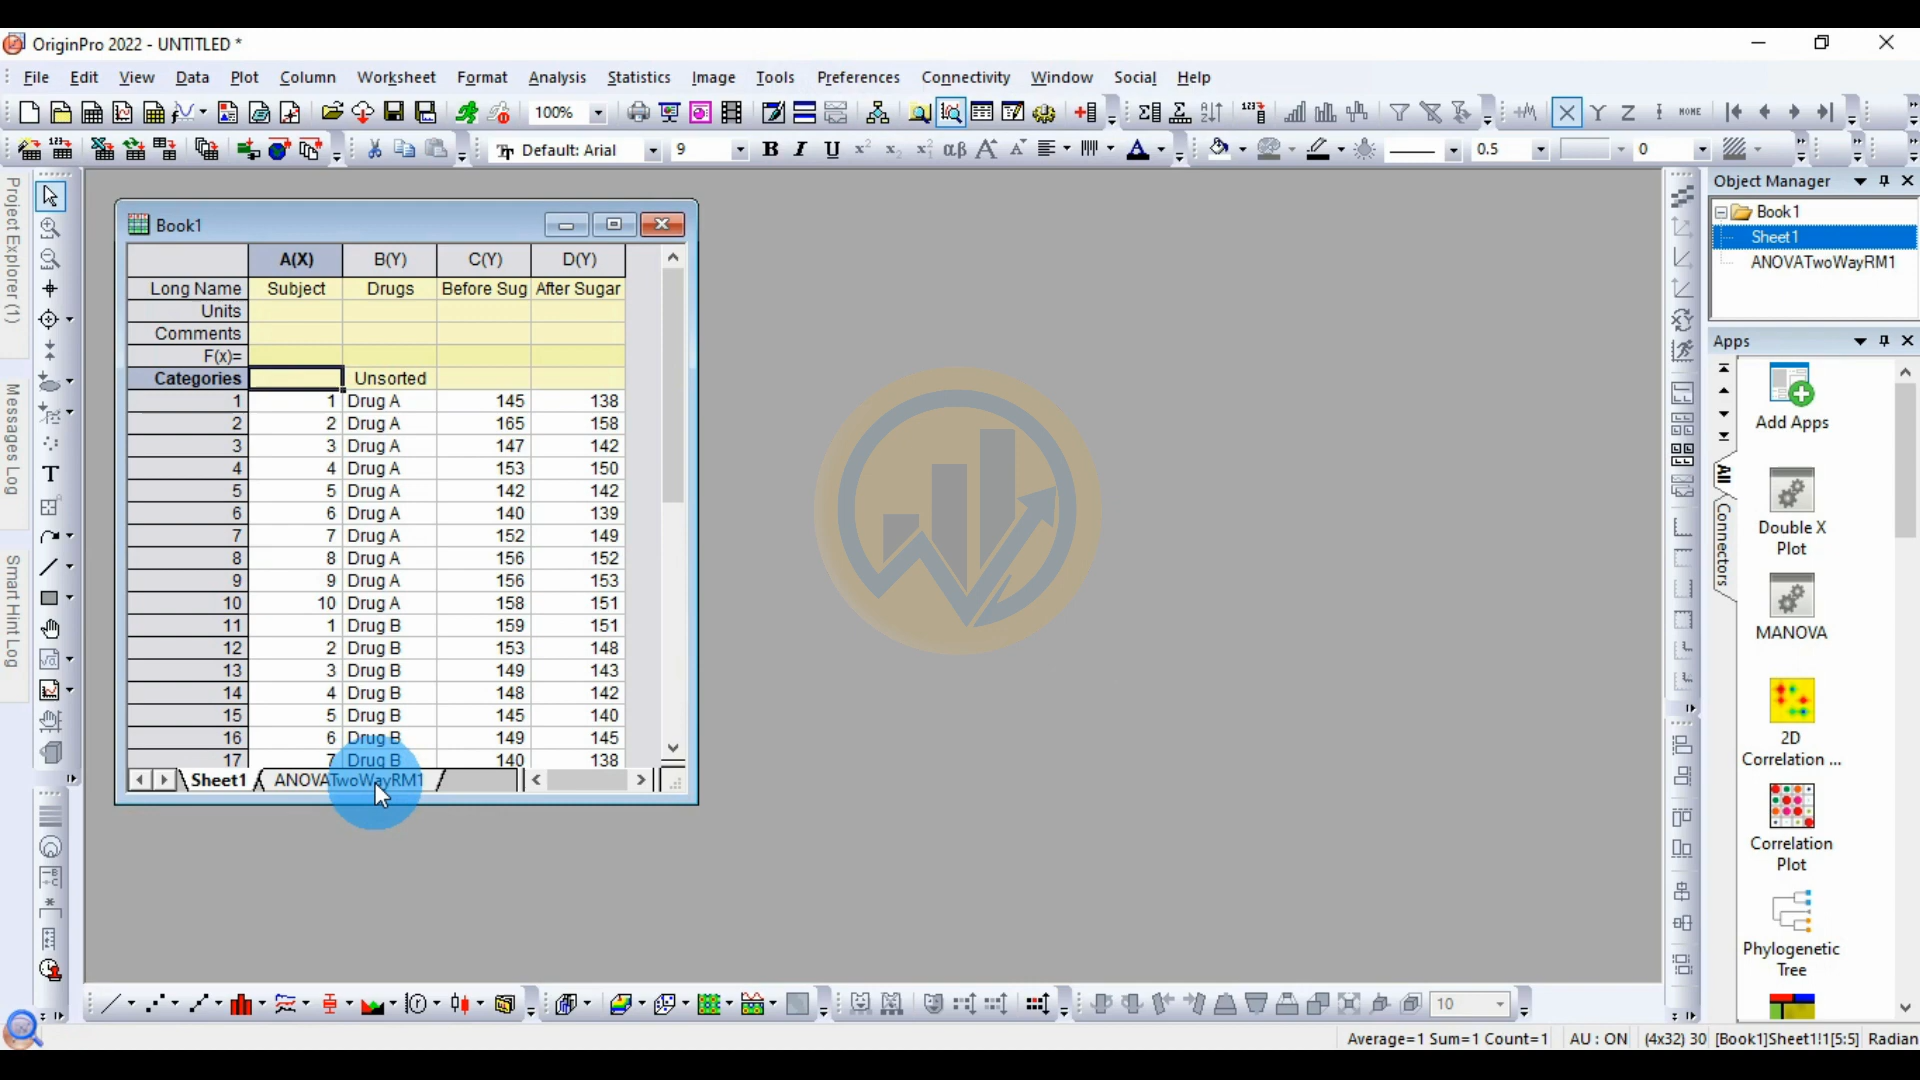 OriginPro 2022 - UNTITLED *
File Edit View Data Plot Column Worksheet Format Analysis Statistics Image Tools Preferences Connectivity Window Social Help
100%
X Y Z HOME
Default: Arial 9 B I U 0.5 0
Project Explorer (1)
Messages Log
Smart Hint Log
Book1
A(X) B(Y) C(Y) D(Y)
Long Name Subject Drugs Before Sug After Sugar
Units
Comments
F(x)=
Categories Unsorted
1 1 Drug A 145 138
2 2 Drug A 165 158
3 3 Drug A 147 142
4 4 Drug A 153 150
5 5 Drug A 142 142
6 6 Drug A 140 139
7 7 Drug A 152 149
8 8 Drug A 156 152
9 9 Drug A 156 153
10 10 Drug A 158 151
11 1 Drug B 159 151
12 2 Drug B 153 148
13 3 Drug B 149 143
14 4 Drug B 148 142
15 5 Drug B 145 140
16 6 Drug B 149 145
17 7 Drug B 140 138
Sheet1 ANOVATwoWayRM1
Object Manager
Book1
Sheet1
ANOVATwoWayRM1
Apps
All
Connectors
Add Apps
Double X
Plot
MANOVA
2D
Correlation ...
Correlation
Plot
Phylogenetic
Tree
10
Average=1 Sum=1 Count=1 AU : ON (4x32) 30 [Book1]Sheet1!1[5:5] Radian